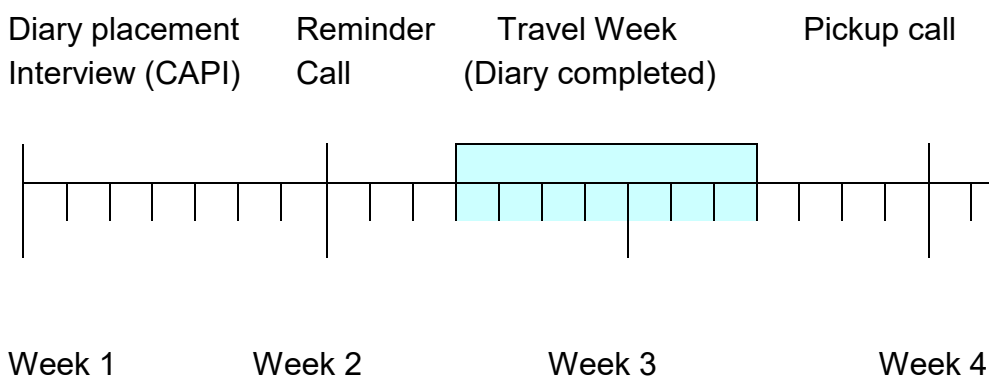 Diary placement Interview (CAPI)
Reminder Call
Travel Week (Diary completed)
Pickup call
Week 1
Week 2
Week 3
Week 4